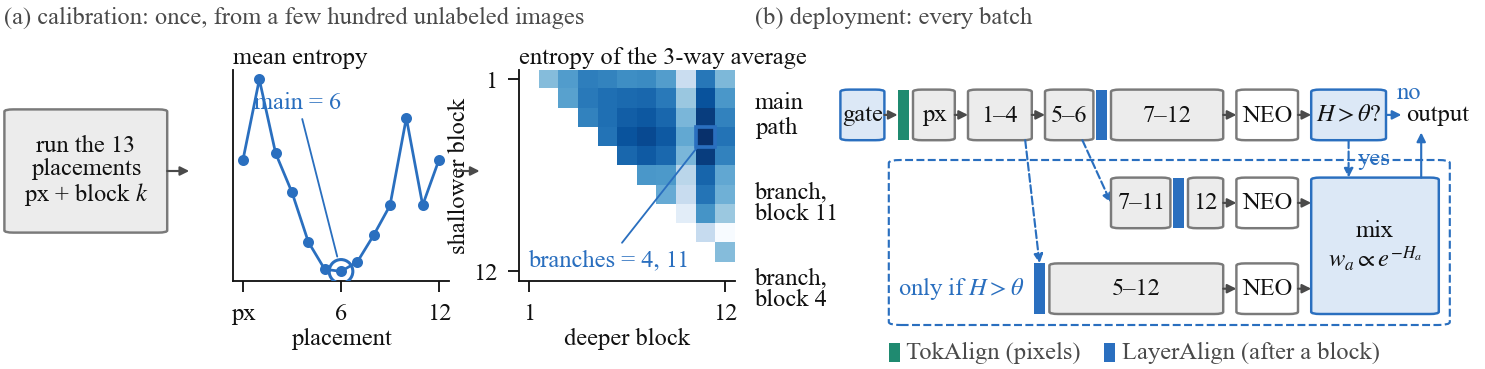 (a) calibration: once, from a few hundred unlabeled images
run the 13
placements
px + block k
mean entropy
main = 6
px
6
12
placement
entropy of the 3-way average
shallower block
1
12
branches = 4, 11
1
12
deeper block
(b) deployment: every batch
main
path
gate
px
1–4
5–6
7–12
NEO
H > θ?
no
output
yes
branch,
block 11
7–11
12
NEO
mix
wₐ ∝ e^{-Hₐ}
branch,
block 4
only if H > θ
5–12
NEO
TokAlign (pixels)
LayerAlign (after a block)